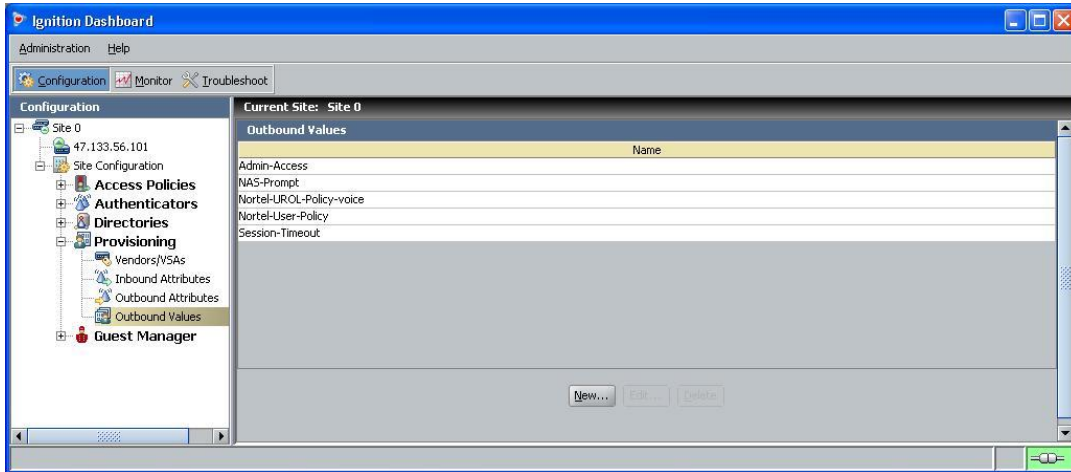 Ignition Dashboard
Administration Help
Configuration Monitor Troubleshoot
Configuration
Site 0
47.133.56.101
Site Configuration
Access Policies
Authenticators
Directories
Provisioning
Vendors/VSAs
Inbound Attributes
Outbound Attributes
Outbound Values
Guest Manager
Current Site: Site 0
Outbound Values
Name
Admin-Access
NAS-Prompt
Nortel-UROL-Policy-voice
Nortel-User-Policy
Session-Timeout
New... Edit... Delete